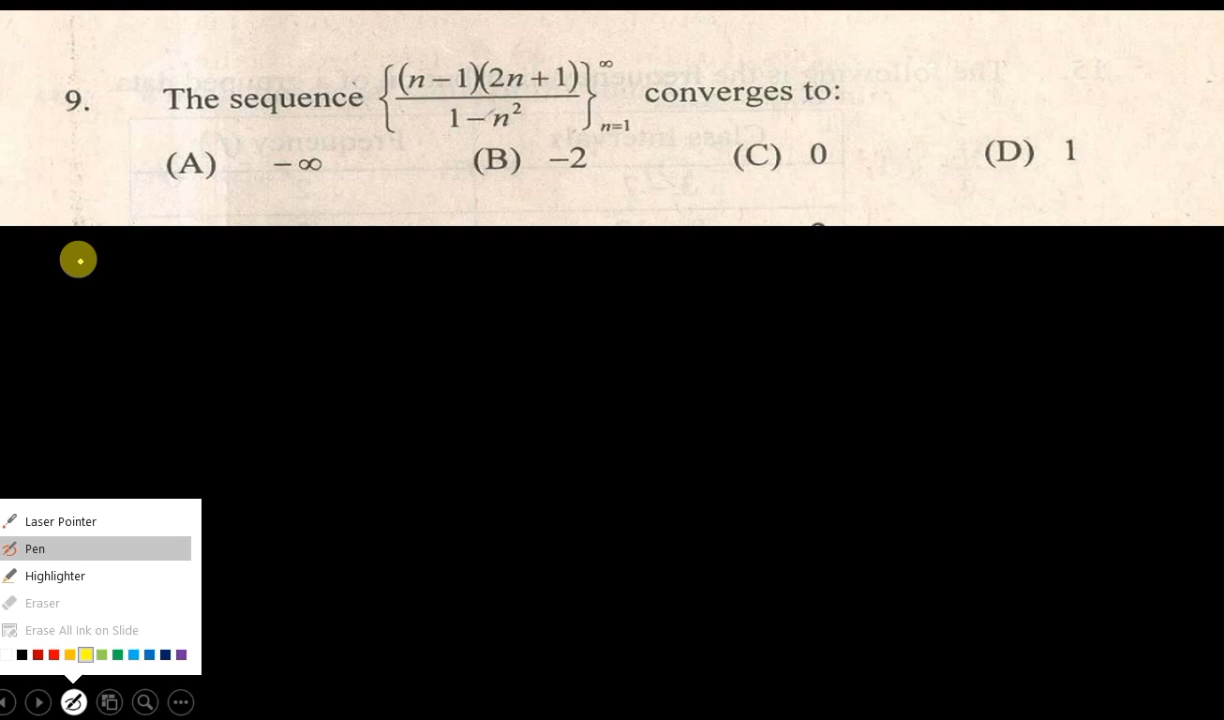 9. The sequence {(n−1)(2n+1) / 1−n²}∞ n=1 converges to:
(A) −∞ (B) −2 (C) 0 (D) 1
Laser Pointer
Pen
Highlighter
Eraser
Erase All Ink on Slide